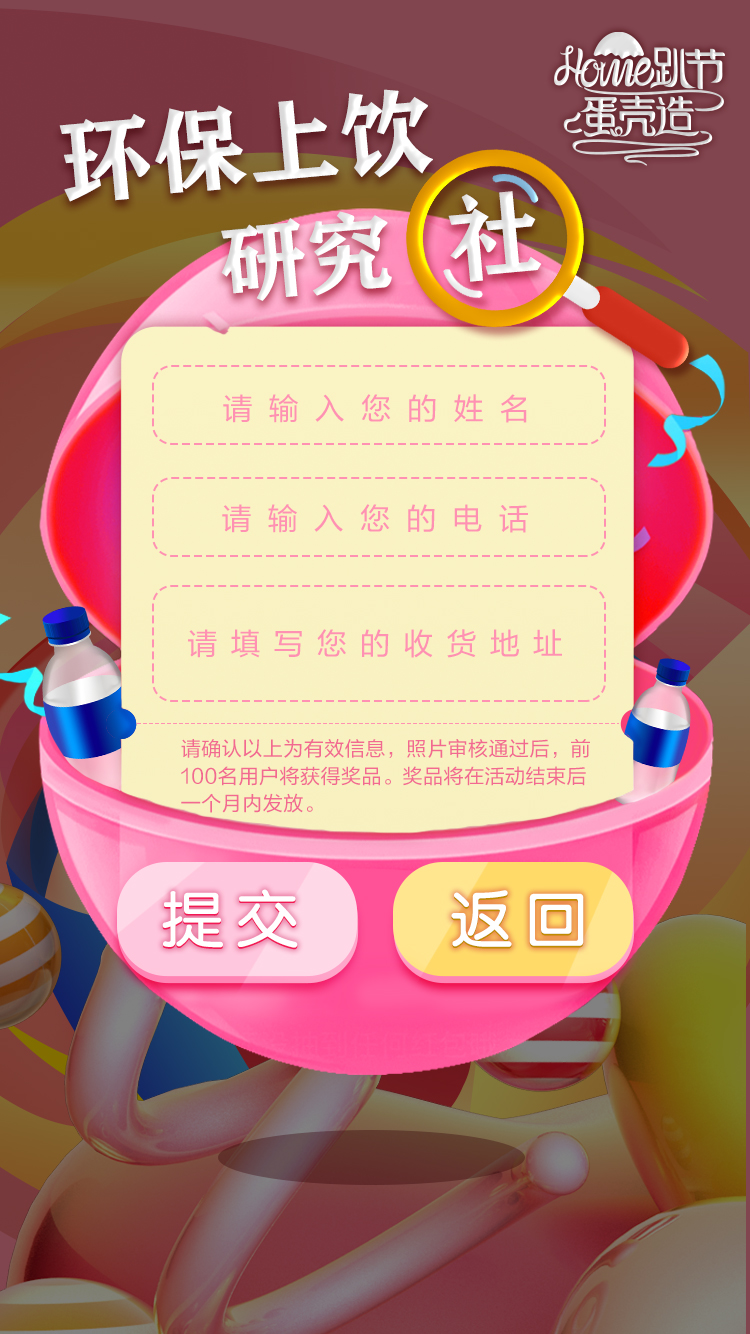 Home趴节
蛋壳造
环保上饮
研究社
请输入您的姓名
请输入您的电话
请填写您的收货地址
请确认以上为有效信息，照片审核通过后，前
100名用户将获得奖品。奖品将在活动结束后
一个月内发放。
提交 返回